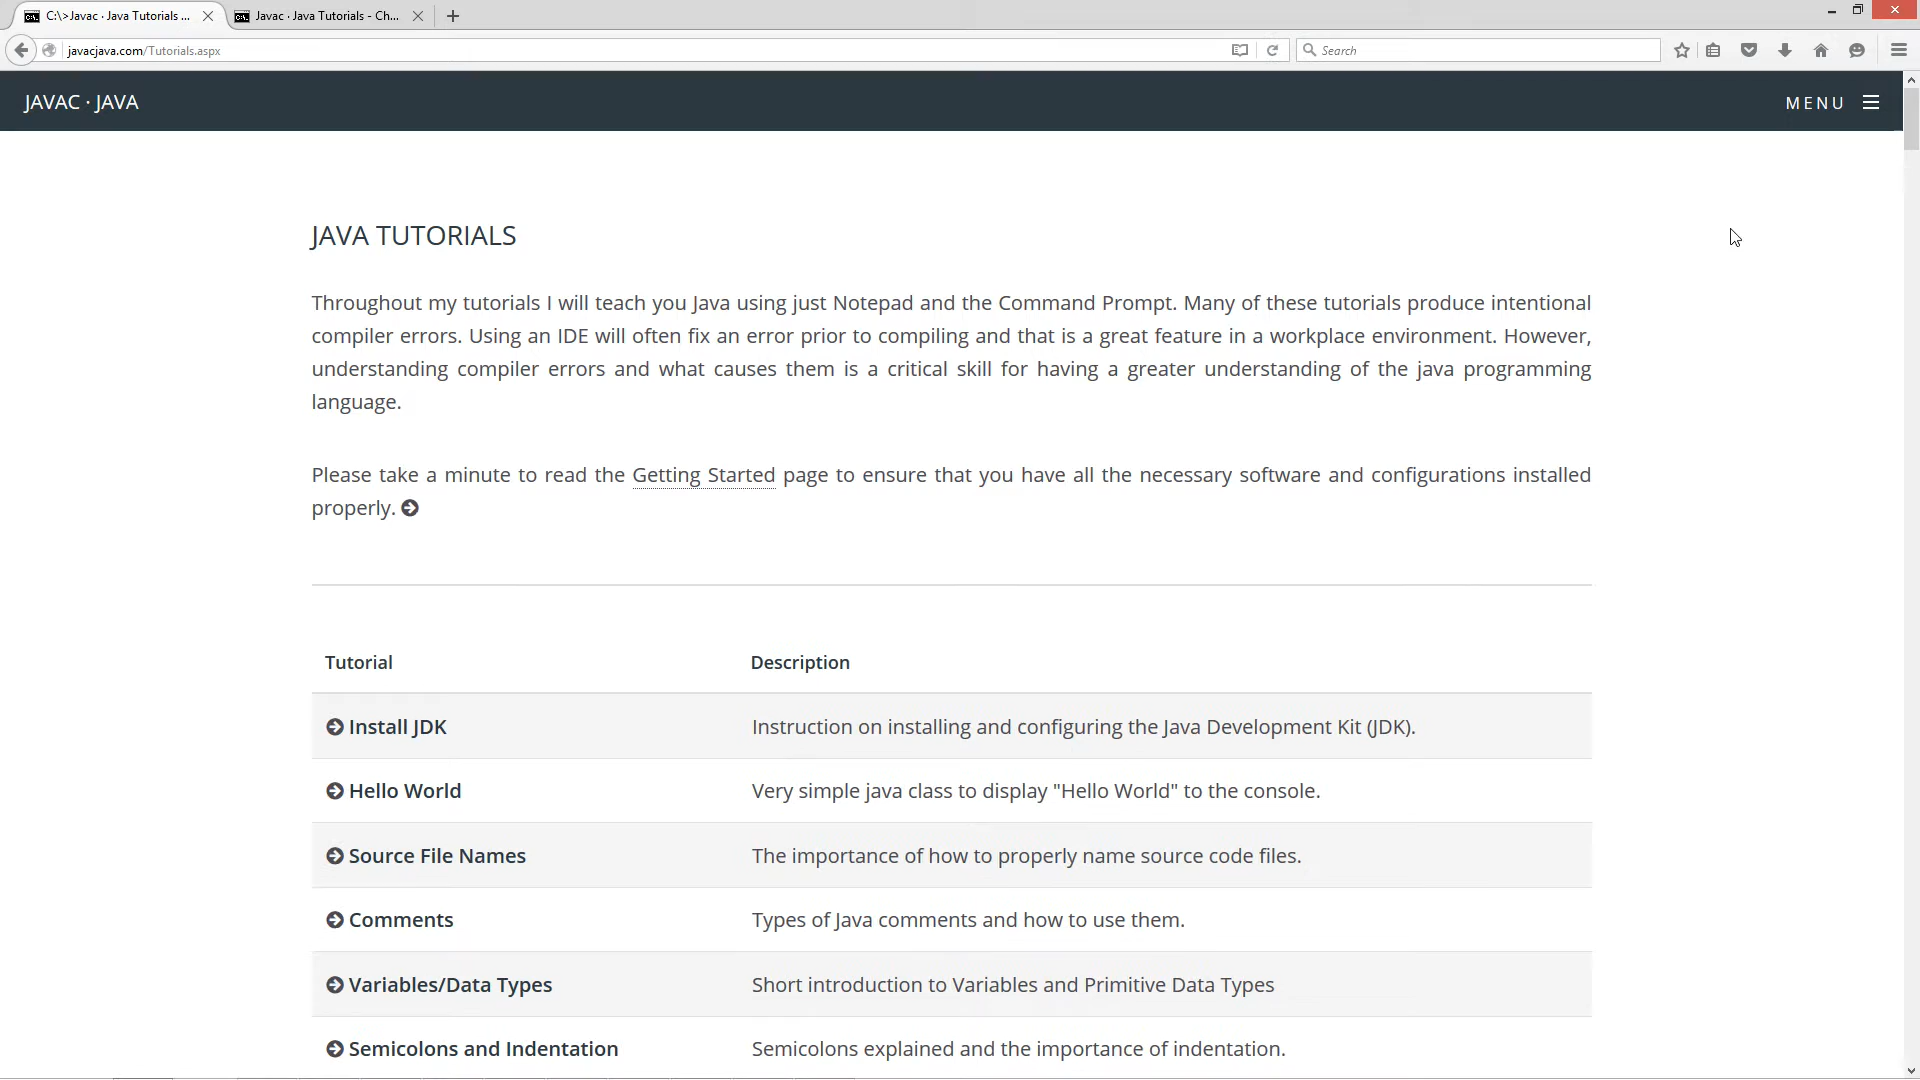 C:\>Javac · Java Tutorials ...
Javac · Java Tutorials - Ch...
javacjava.com/Tutorials.aspx
Search
JAVAC · JAVA
MENU
JAVA TUTORIALS
Throughout my tutorials I will teach you Java using just Notepad and the Command Prompt. Many of these tutorials produce intentional
compiler errors. Using an IDE will often fix an error prior to compiling and that is a great feature in a workplace environment. However,
understanding compiler errors and what causes them is a critical skill for having a greater understanding of the java programming
language.
Please take a minute to read the Getting Started page to ensure that you have all the necessary software and configurations installed
properly.
Tutorial
Description
Install JDK
Instruction on installing and configuring the Java Development Kit (JDK).
Hello World
Very simple java class to display "Hello World" to the console.
Source File Names
The importance of how to properly name source code files.
Comments
Types of Java comments and how to use them.
Variables/Data Types
Short introduction to Variables and Primitive Data Types
Semicolons and Indentation
Semicolons explained and the importance of indentation.